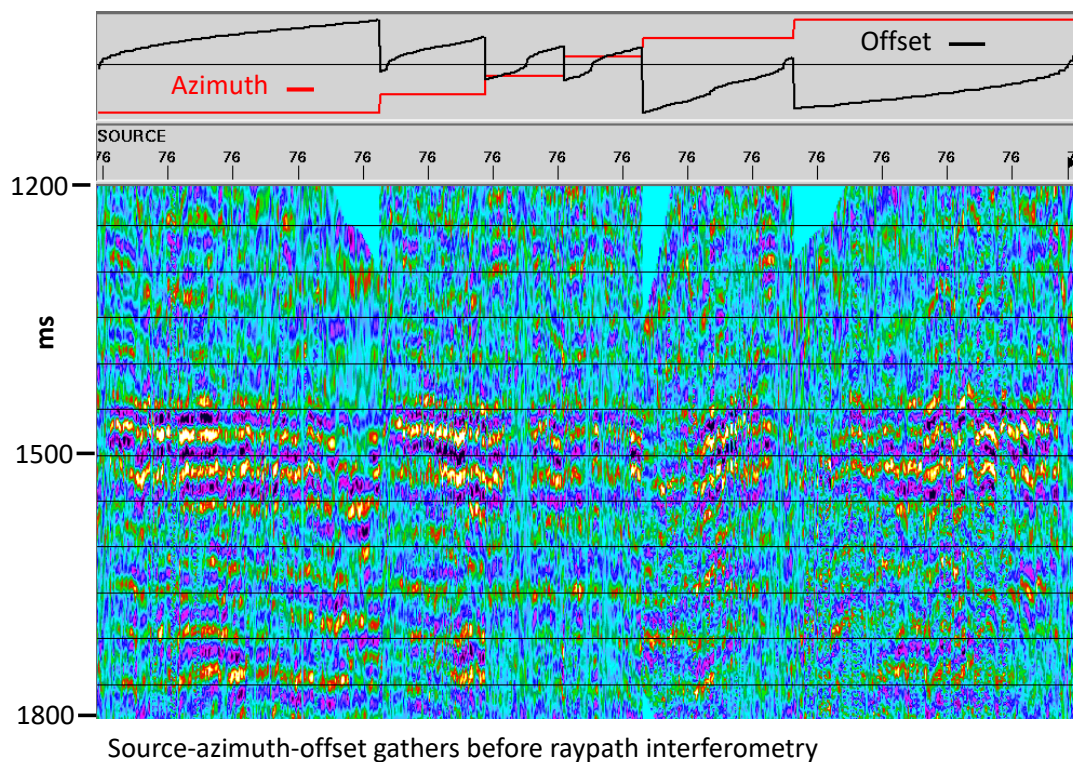 Offset
Azimuth
SOURCE
76 76 76 76 76 76 76 76 76 76 76 76 76 76 76
1200
ms
1500
1800
Source-azimuth-offset gathers before raypath interferometry